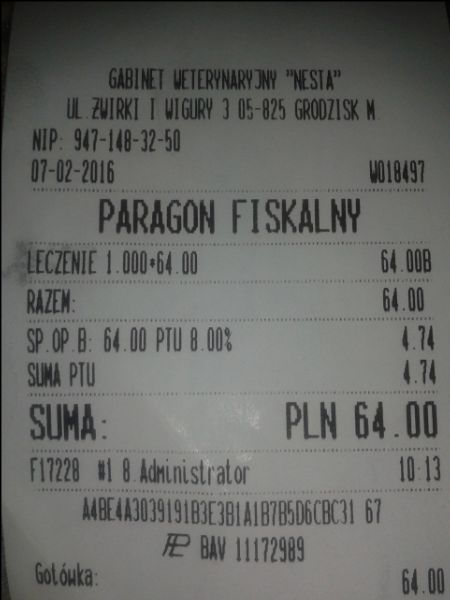 GABINET WETERYNARYJNY "NESTA"
UL.ŻWIRKI I WIGURY 3 05-825 GRODZISK M.
NIP: 947-148-32-50
07-02-2016 W018497
PARAGON FISKALNY
LECZENIE 1.000*64.00 64.00B
RAZEM: 64.00
SP.OP.B: 64.00 PTU 8.00% 4.74
SUMA PTU 4.74
SUMA: PLN 64.00
F17228 #1 8.Administrator 10:13
A4BE4A3039191B3E3B1A1B7B5D6CBC31 67
BAV 11172989
Gotówka: 64.00